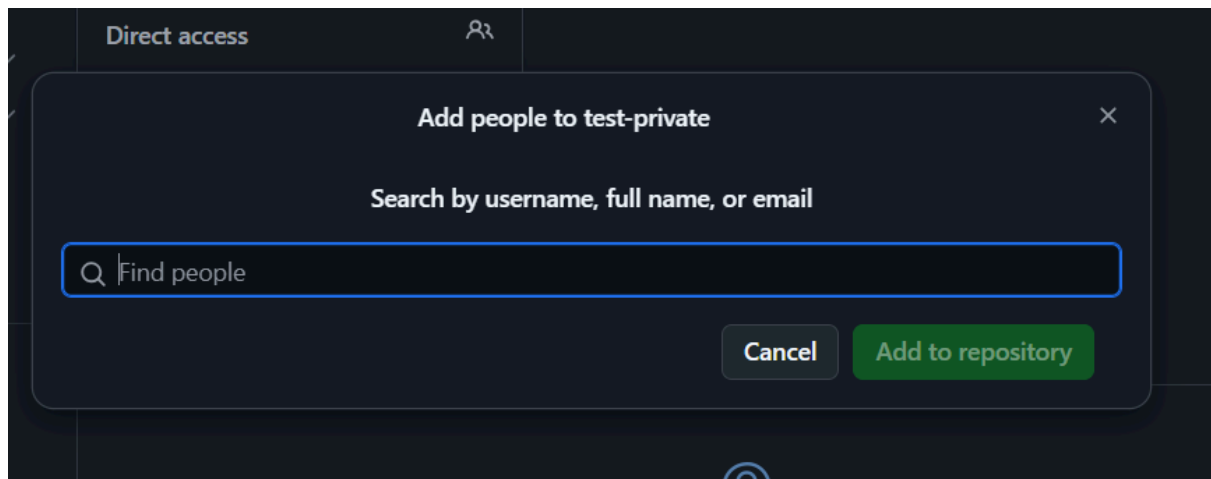 Direct access
Add people to test-private
Search by username, full name, or email
Find people
Cancel
Add to repository